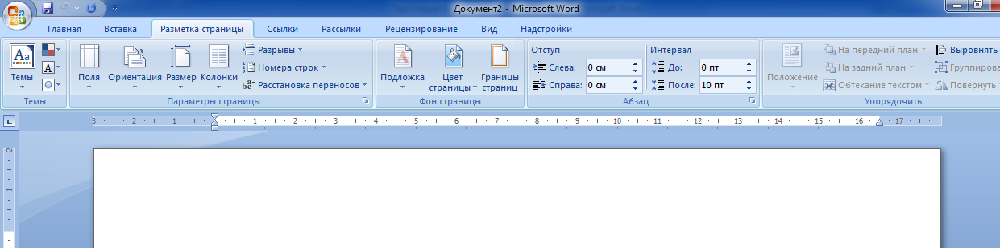 Документ2 - Microsoft Word
Главная Вставка Разметка страницы Ссылки Рассылки Рецензирование Вид Надстройки
Темы
Поля Ориентация Размер Колонки
Разрывы
Номера строк
Расстановка переносов
Подложка Цвет страницы Границы страниц
Отступ
Слева: 0 см
Справа: 0 см
Интервал
До: 0 пт
После: 10 пт
Положение
На передний план
На задний план
Обтекание текстом
Выровнять
Группирова
Повернуть
Темы Параметры страницы Фон страницы Абзац Упорядочить
3 2 1 1 2 3 4 5 6 7 8 9 10 11 12 13 14 15 16 17
2
1